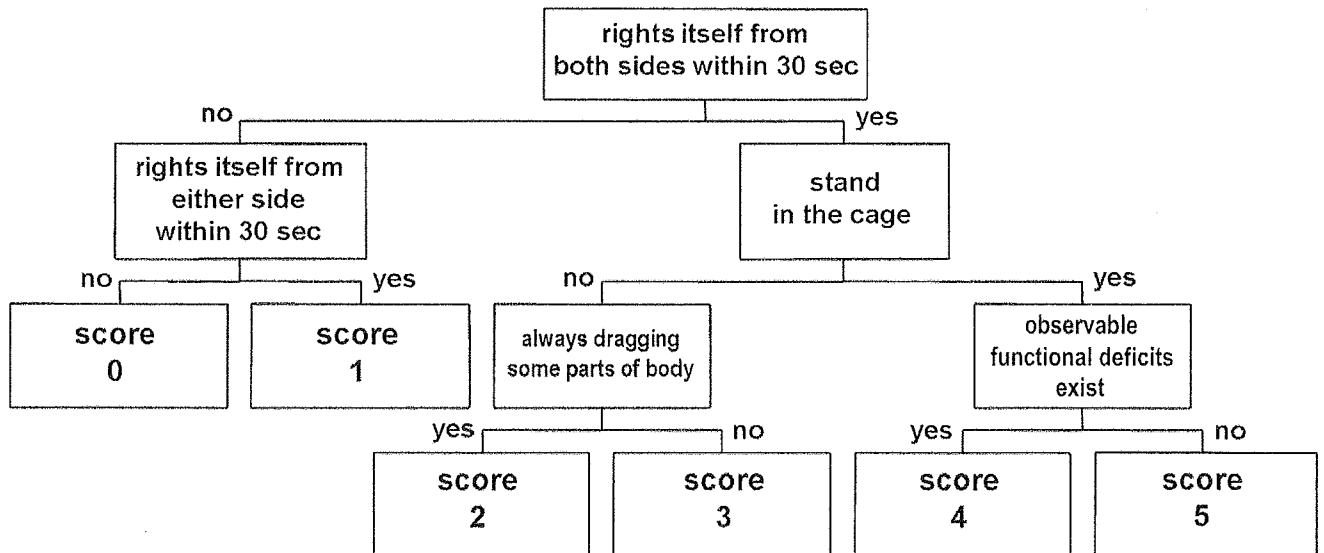 rights itself from
both sides within 30 sec
no
yes
rights itself from
either side
within 30 sec
stand
in the cage
no
yes
no
yes
score
0
score
1
always dragging
some parts of body
observable
functional deficits
exist
yes
no
yes
no
score
2
score
3
score
4
score
5